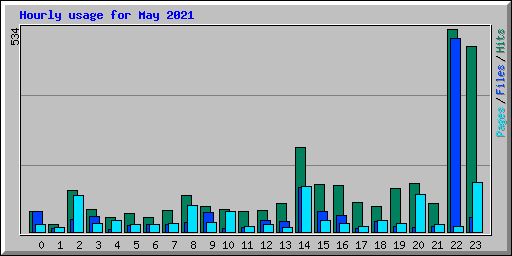 Hourly usage for May 2021
534
Pages/Files/Hits
0 1 2 3 4 5 6 7 8 9 10 11 12 13 14 15 16 17 18 19 20 21 22 23